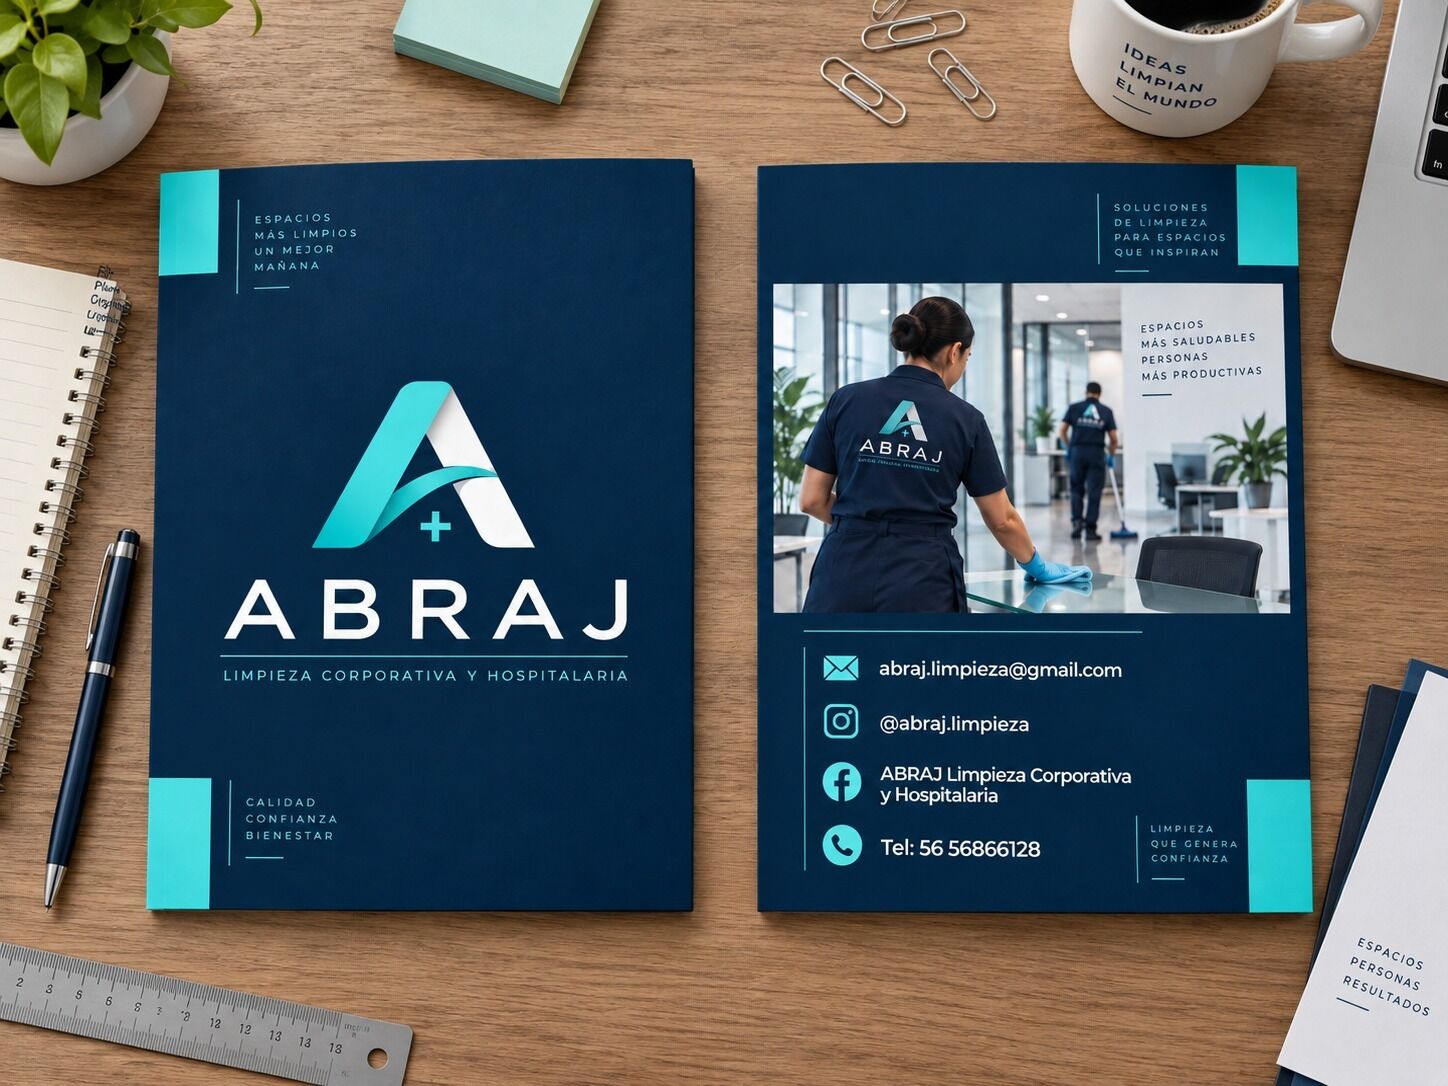 ESPACIOS
MÁS LIMPIOS
UN MEJOR
MAÑANA
ABRAJ
LIMPIEZA CORPORATIVA Y HOSPITALARIA
CALIDAD
CONFIANZA
BIENESTAR
IDEAS
LIMPIAN
EL MUNDO
SOLUCIONES
DE LIMPIEZA
PARA ESPACIOS
QUE INSPIRAN
ESPACIOS
MÁS SALUDABLES
PERSONAS
MÁS PRODUCTIVAS
ABRAJ
ABRAJ
abraj.limpieza@gmail.com
@abraj.limpieza
ABRAJ Limpieza Corporativa
y Hospitalaria
Tel: 56 56866128
LIMPIEZA
QUE GENERA
CONFIANZA
ESPACIOS
PERSONAS
RESULTADOS
fn